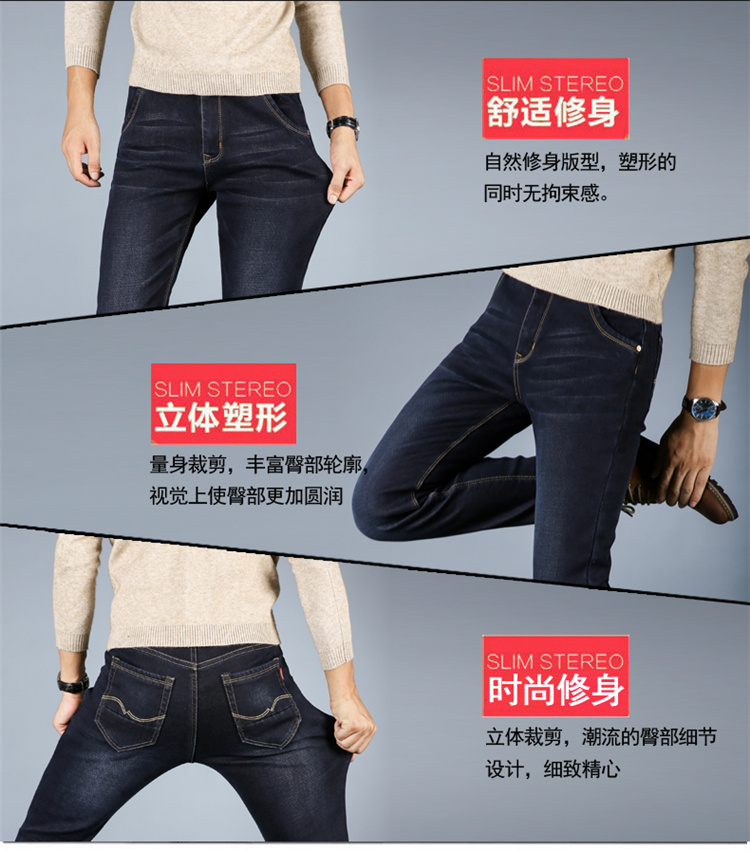 SLIM STEREO
舒适修身
自然修身版型，塑形的
同时无拘束感。
SLIM STEREO
立体塑形
量身裁剪，丰富臀部轮廓，
视觉上使臀部更加圆润
SLIM STEREO
时尚修身
立体裁剪，潮流的臀部细节
设计，细致精心